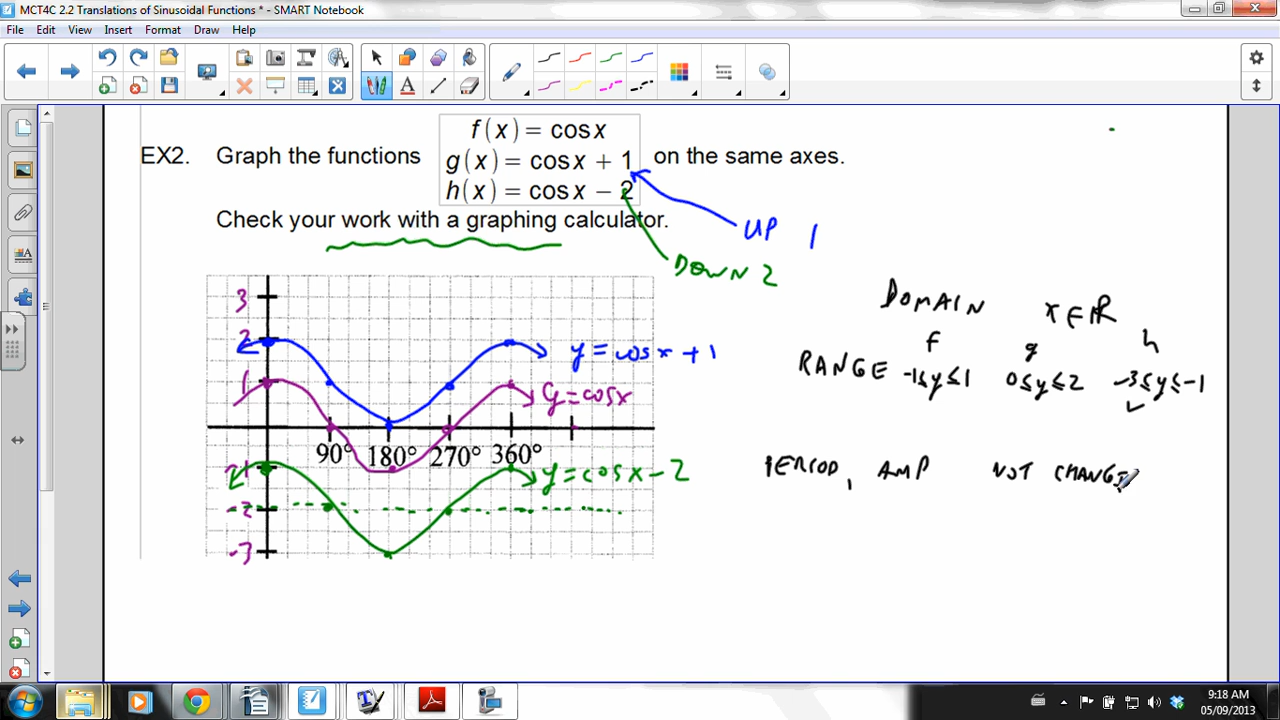 MCT4C 2.2 Translations of Sinusoidal Functions * - SMART Notebook
File Edit View Insert Format Draw Help
f(x) = cos x
EX2. Graph the functions g(x) = cos x + 1 on the same axes.
h(x) = cos x − 2
Check your work with a graphing calculator.
UP 1
DOWN 2
DOMAIN x∈ℝ
f g h
RANGE -1≤y≤1 0≤y≤2 -3≤y≤-1
3
2
y = cos x + 1
1
y = cos x
90° 180° 270° 360°
-1
y = cos x - 2
PERIOD, AMP NOT CHANGE
-2
-3
9:18 AM
05/09/2013